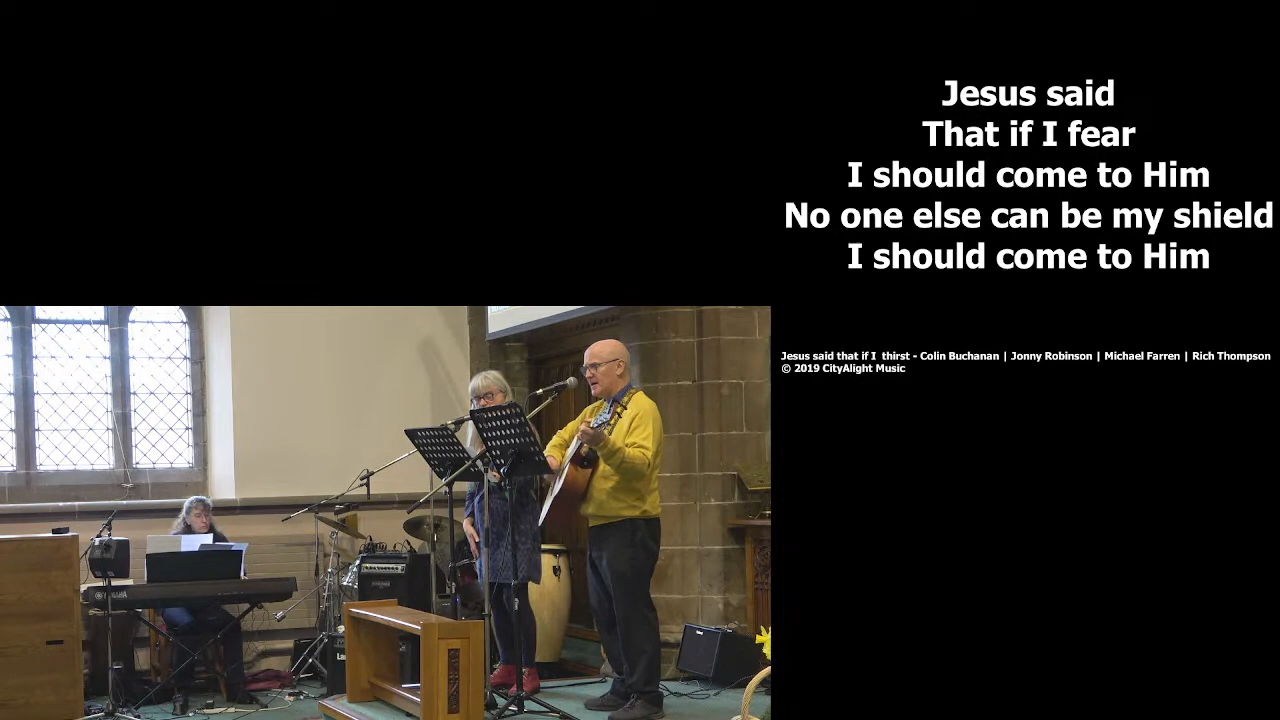 Jesus said
That if I fear
I should come to Him
No one else can be my shield
I should come to Him
Jesus said that if I  thirst - Colin Buchanan | Jonny Robinson | Michael Farren | Rich Thompson
© 2019 CityAlight Music
YAMAHA